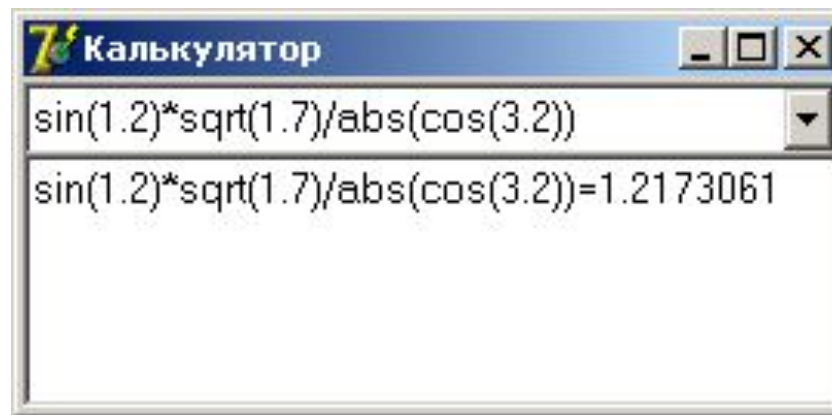 Калькулятор
sin(1.2)*sqrt(1.7)/abs(cos(3.2))
sin(1.2)*sqrt(1.7)/abs(cos(3.2))=1.2173061